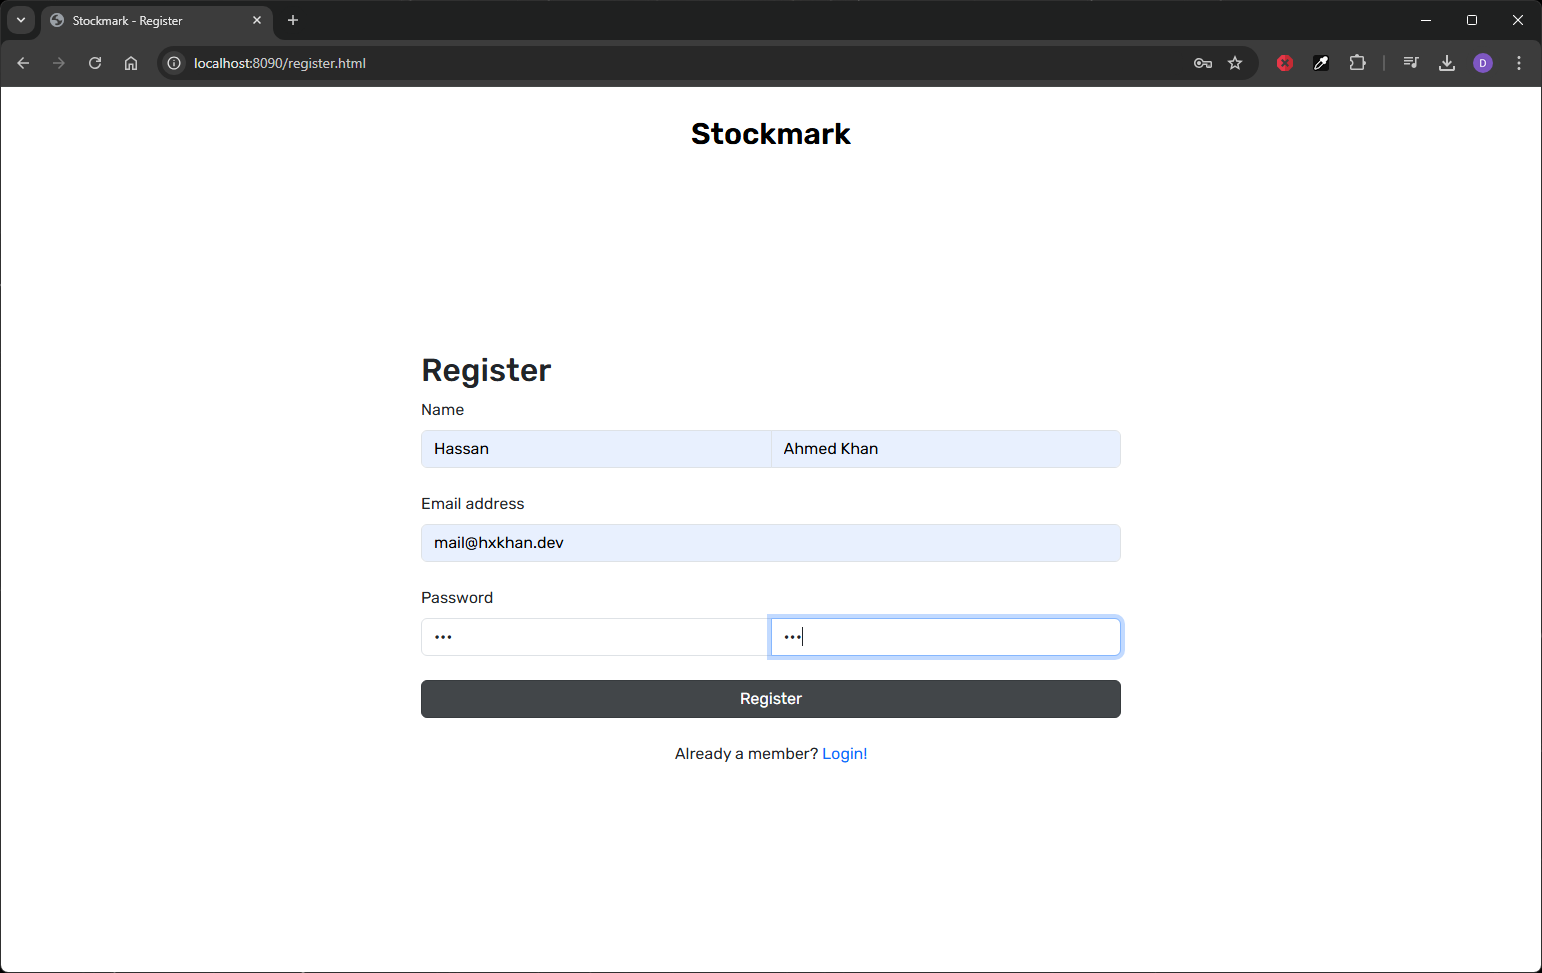 Stockmark - Register
localhost:8090/register.html
D
Stockmark
Register
Name
Hassan Ahmed Khan
Email address
mail@hxkhan.dev
Password
••• •••
Register
Already a member? Login!